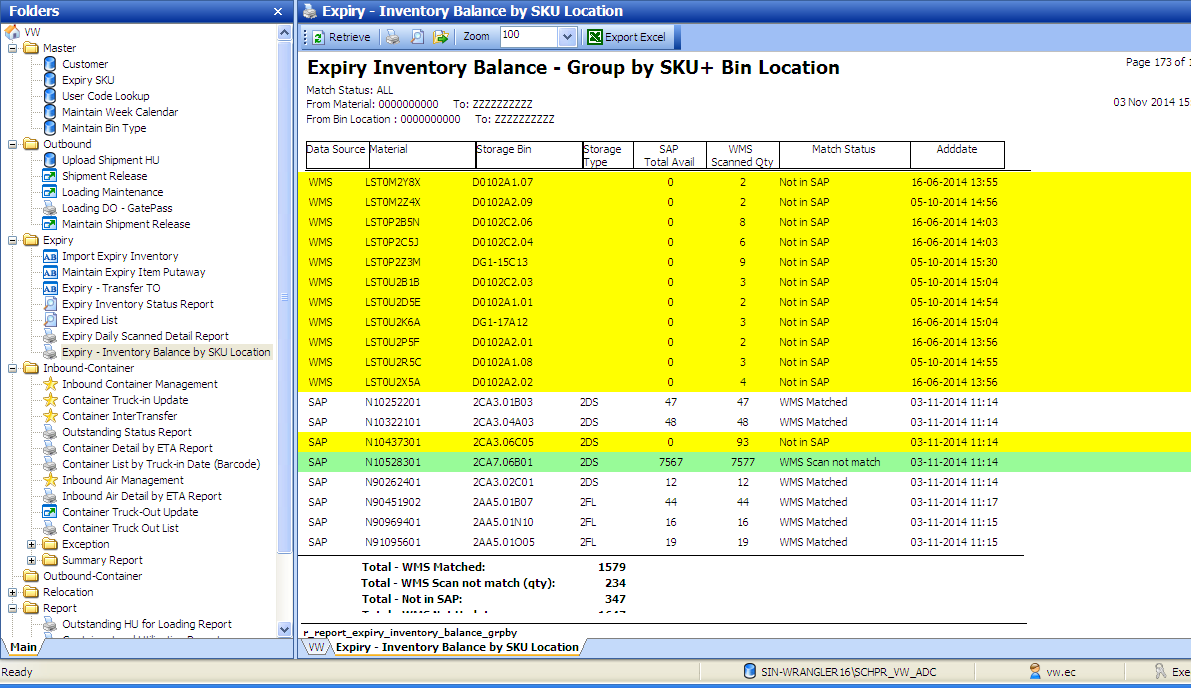 Folders
VW
Master
Customer
Expiry SKU
User Code Lookup
Maintain Week Calendar
Maintain Bin Type
Outbound
Upload Shipment HU
Shipment Release
Loading Maintenance
Loading DO - GatePass
Maintain Shipment Release
Expiry
Import Expiry Inventory
Maintain Expiry Item Putaway
Expiry - Transfer TO
Expiry Inventory Status Report
Expired List
Expiry Daily Scanned Detail Report
Expiry - Inventory Balance by SKU Location
Inbound-Container
Inbound Container Management
Container Truck-in Update
Container InterTransfer
Outstanding Status Report
Container Detail by ETA Report
Container List by Truck-in Date (Barcode)
Inbound Air Management
Inbound Air Detail by ETA Report
Container Truck-Out Update
Container Truck Out List
Exception
Summary Report
Outbound-Container
Relocation
Report
Outstanding HU for Loading Report
Main
Expiry - Inventory Balance by SKU Location
Retrieve Zoom 100 Export Excel
Expiry Inventory Balance - Group by SKU+ Bin Location
Page 173 of
Match Status: ALL
03 Nov 2014 15
From Material: 0000000000 To: ZZZZZZZZZZ
From Bin Location : 0000000000 To: ZZZZZZZZZZ
Data Source Material Storage Bin Storage Type SAP Total Avail WMS Scanned Qty Match Status Adddate
WMS LST0M2Y8X D0102A1.07 0 2 Not in SAP 16-06-2014 13:55
WMS LST0M2Z4X D0102A2.09 0 2 Not in SAP 05-10-2014 14:56
WMS LST0P2B5N D0102C2.06 0 8 Not in SAP 16-06-2014 14:03
WMS LST0P2C5J D0102C2.04 0 6 Not in SAP 16-06-2014 14:03
WMS LST0P2Z3M DG1-15C13 0 9 Not in SAP 05-10-2014 15:30
WMS LST0U2B1B D0102C2.03 0 3 Not in SAP 05-10-2014 15:04
WMS LST0U2D5E D0102A1.01 0 2 Not in SAP 05-10-2014 14:54
WMS LST0U2K6A DG1-17A12 0 3 Not in SAP 16-06-2014 15:04
WMS LST0U2P5F D0102A2.01 0 2 Not in SAP 16-06-2014 13:56
WMS LST0U2R5C D0102A1.08 0 3 Not in SAP 05-10-2014 14:55
WMS LST0U2X5A D0102A2.02 0 4 Not in SAP 16-06-2014 13:56
SAP N10252201 2CA3.01B03 2DS 47 47 WMS Matched 03-11-2014 11:14
SAP N10322101 2CA3.04A03 2DS 48 48 WMS Matched 03-11-2014 11:14
SAP N10437301 2CA3.06C05 2DS 0 93 Not in SAP 03-11-2014 11:14
SAP N10528301 2CA7.06B01 2DS 7567 7577 WMS Scan not match 03-11-2014 11:14
SAP N90262401 2CA3.02C01 2DS 12 12 WMS Matched 03-11-2014 11:14
SAP N90451902 2AA5.01B07 2FL 44 44 WMS Matched 03-11-2014 11:17
SAP N90969401 2AA5.01N10 2FL 16 16 WMS Matched 03-11-2014 11:15
SAP N91095601 2AA5.01O05 2FL 19 19 WMS Matched 03-11-2014 11:15
Total - WMS Matched: 1579
Total - WMS Scan not match (qty): 234
Total - Not in SAP: 347
r_report_expiry_inventory_balance_grpby
VW Expiry - Inventory Balance by SKU Location
Ready SIN-WRANGLER16\SCHPR_VW_ADC vw.ec Exe